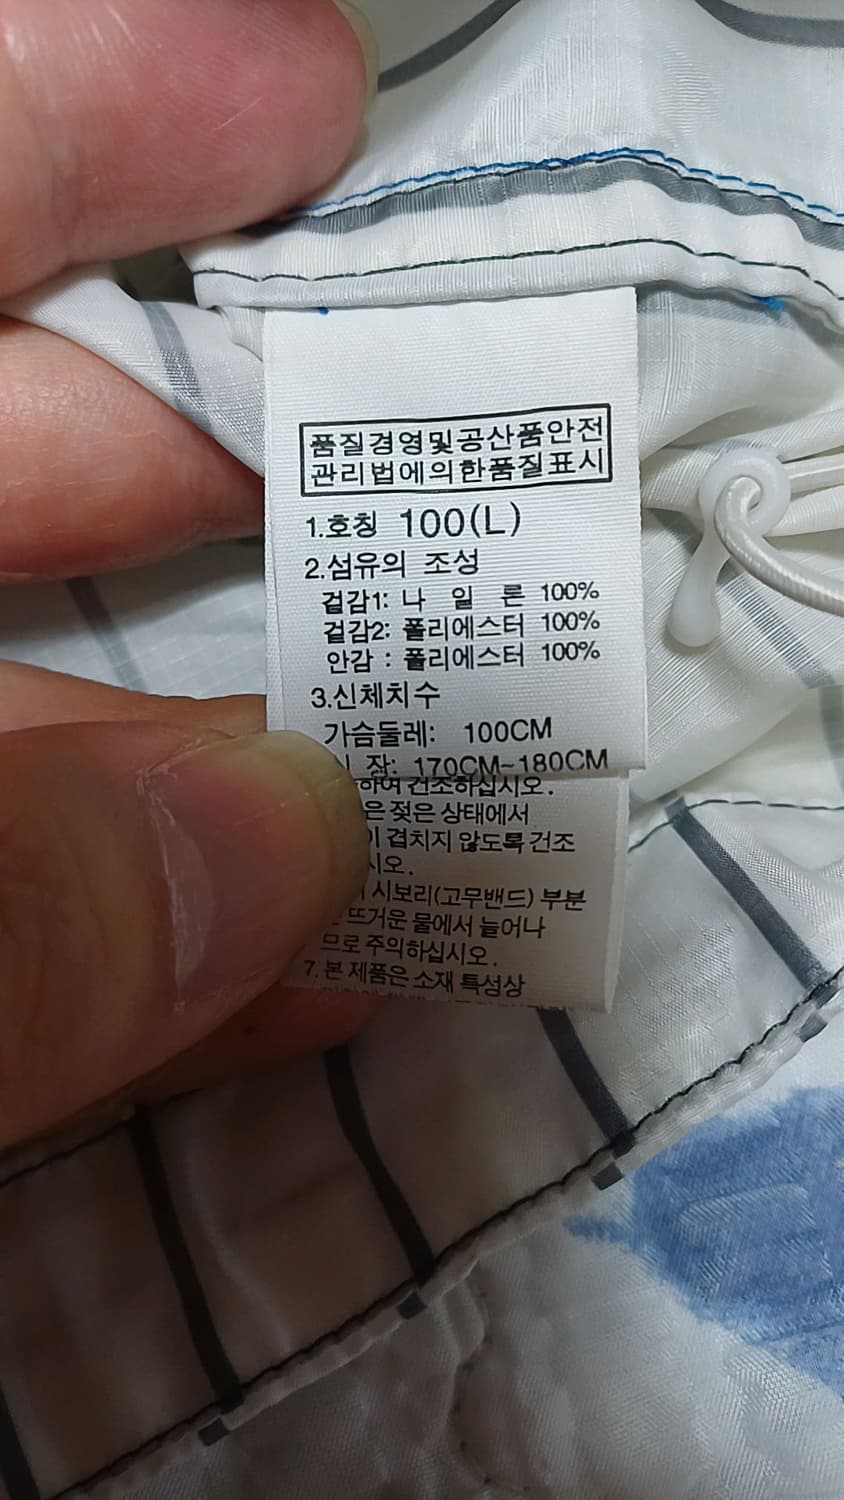 품질경영및공산품안전
관리법에의한품질표시
1.호칭 100(L)
2.섬유의 조성
겉감1: 나 일 론 100%
겉감2: 폴리에스터 100%
안감 : 폴리에스터 100%
3.신체치수
가슴둘레: 100CM
장: 170CM~180CM
하여 건조하십시오.
은 젖은 상태에서
이 겹치지 않도록 건조
시오.
시보리(고무밴드) 부분
뜨거운 물에서 늘어나
므로 주의하십시오.
7. 본 제품은 소재 특성상